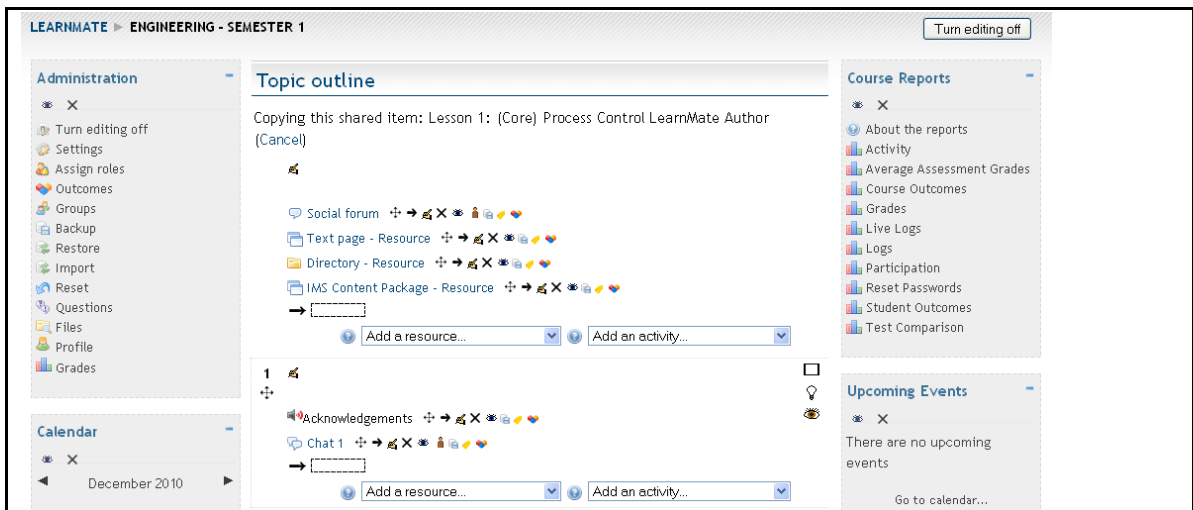 LEARNMATE ► ENGINEERING - SEMESTER 1
Turn editing off
Administration
Turn editing off
Settings
Assign roles
Outcomes
Groups
Backup
Restore
Import
Reset
Questions
Files
Profile
Grades
Calendar
December 2010
Topic outline
Copying this shared item: Lesson 1: (Core) Process Control LearnMate Author
(Cancel)
Social forum
Text page - Resource
Directory - Resource
IMS Content Package - Resource
Add a resource... Add an activity...
1
Acknowledgements
Chat 1
Add a resource... Add an activity...
Course Reports
About the reports
Activity
Average Assessment Grades
Course Outcomes
Grades
Live Logs
Logs
Participation
Reset Passwords
Student Outcomes
Test Comparison
Upcoming Events
There are no upcoming
events
Go to calendar...